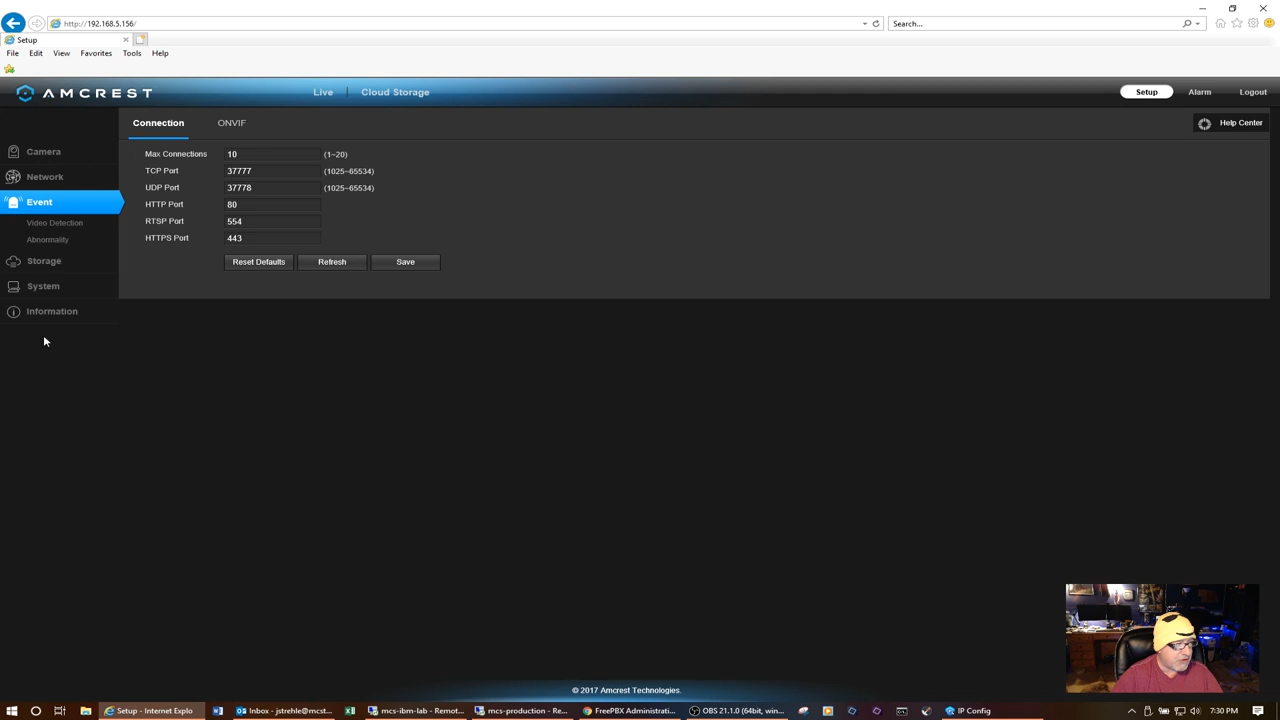 http://192.168.5.156/
Search...
Setup
File Edit View Favorites Tools Help
AMCREST
Live
Cloud Storage
Setup
Alarm
Logout
Connection
ONVIF
Help Center
Camera
Network
Event
Video Detection
Abnormality
Storage
System
Information
Max Connections 10 (1~20)
TCP Port 37777 (1025~65534)
UDP Port 37778 (1025~65534)
HTTP Port 80
RTSP Port 554
HTTPS Port 443
Reset Defaults Refresh Save
© 2017 Amcrest Technologies.
Setup - Internet Explo...
Inbox - jstrehle@mcst...
mcs-ibm-lab - Remot...
mcs-production - Re...
FreePBX Administrati...
OBS 21.1.0 (64bit, win...
IP Config
7:30 PM